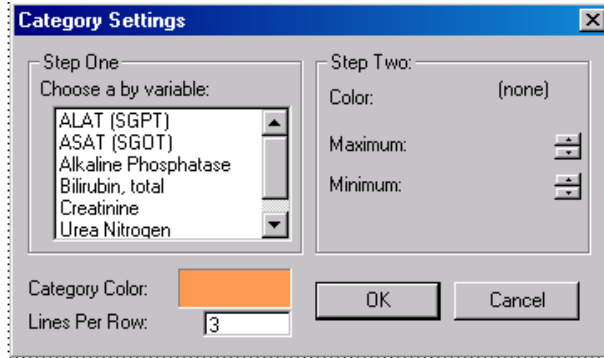 Category Settings
Step One
Choose a by variable:
ALAT (SGPT)
ASAT (SGOT)
Alkaline Phosphatase
Bilirubin, total
Creatinine
Urea Nitrogen
Step Two:
Color: (none)
Maximum:
Minimum:
Category Color:
Lines Per Row: 3
OK Cancel